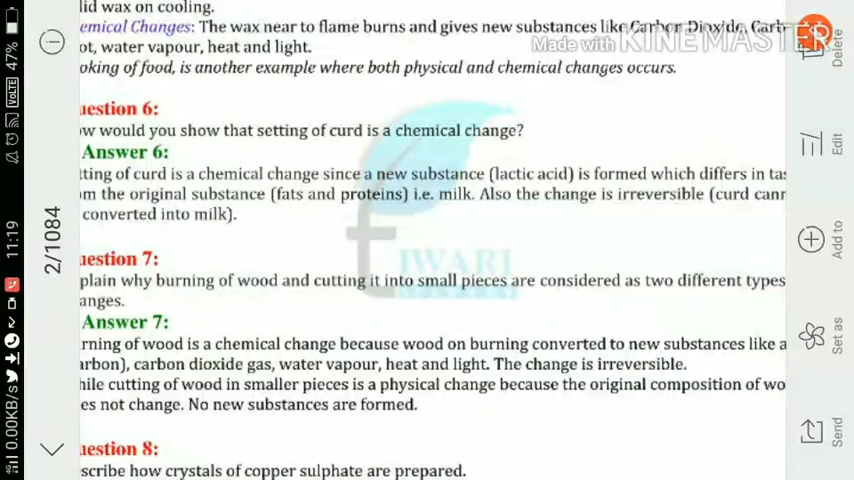 lid wax on cooling.
emical Changes: The wax near to flame burns and gives new substances like Carbon Dioxide, Carb
ot, water vapour, heat and light.
oking of food, is another example where both physical and chemical changes occurs.
Made with KINEMASTER
uestion 6:
ow would you show that setting of curd is a chemical change?
Answer 6:
tting of curd is a chemical change since a new substance (lactic acid) is formed which differs in tas
om the original substance (fats and proteins) i.e. milk. Also the change is irreversible (curd cann
converted into milk).
IWARI
uestion 7:
plain why burning of wood and cutting it into small pieces are considered as two different types
anges.
Answer 7:
rning of wood is a chemical change because wood on burning converted to new substances like a
arbon), carbon dioxide gas, water vapour, heat and light. The change is irreversible.
hile cutting of wood in smaller pieces is a physical change because the original composition of wo
es not change. No new substances are formed.
uestion 8:
scribe how crystals of copper sulphate are prepared.
2/1084
11:19
47%
VoLTE
4G
0.00KB/s
Delete
Edit
Add to
Set as
Send